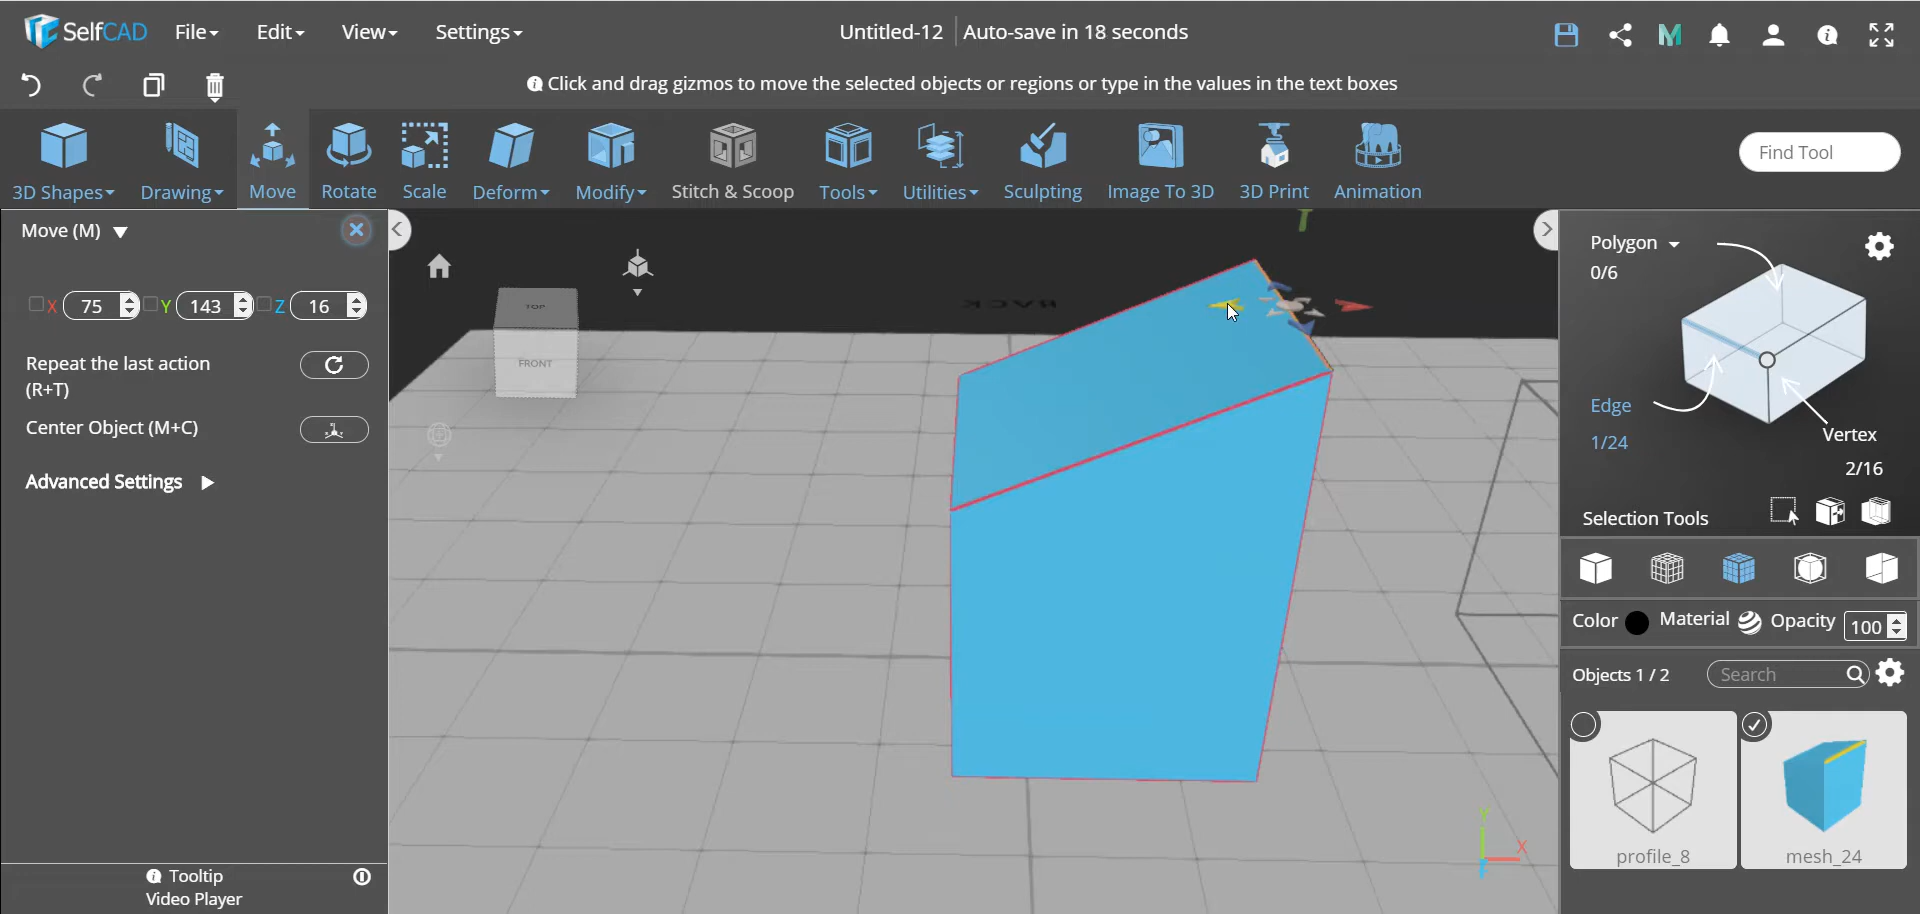 SelfCAD File Edit View Settings Untitled-12 Auto-save in 18 seconds
Click and drag gizmos to move the selected objects or regions or type in the values in the text boxes
3D Shapes Drawing Move Rotate Scale Deform Modify Stitch & Scoop Tools Utilities Sculpting Image To 3D 3D Print Animation Find Tool
Move (M)
X 75 Y 143 Z 16
Repeat the last action
(R+T)
Center Object (M+C)
Advanced Settings
Tooltip
Video Player
TOP
FRONT
BACK
Y
X
Polygon
0/6
Edge
1/24
Vertex
2/16
Selection Tools
Color Material Opacity 100
Objects 1 / 2 Search
profile_8 mesh_24